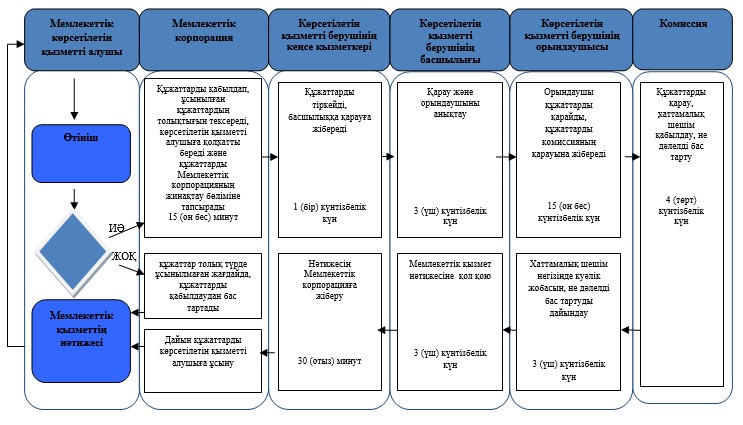 Мемлекеттік
көрсетілетін
қызметті алушы
Мемлекеттік
корпорация
Көрсетілетін
қызметті берушінің
кеңсе қызметкері
Көрсетілетін
қызметті
берушінің
басшылығы
Көрсетілетін
қызметті берушінің
орындаушысы
Комиссия
Өтініш
ИӘ
ЖОҚ
Мемлекеттік
қызметтің
нәтижесі
Құжаттарды қабылдап,
ұсынылған
құжаттардың
толықтығын тексереді,
көрсетілетін қызметті
алушыға қолхатты
береді және
құжаттарды
Мемлекеттік
корпорацияның
жинақтау бөліміне
тапсырады
15 (он бес) минут
Құжаттарды
тіркейді,
басшылыққа қарауға
жібереді
1 (бір) күнтізбелік
күн
Қарау және
орындаушыны
анықтау
3 (үш) күнтізбелік
күн
Орындаушы
құжаттарды
қарайды,
құжаттарды
комиссияның
қарауына жібереді
15 (он бес)
күнтізбелік күн
Құжаттарды
қарау,
хаттамалық
шешім
қабылдау, не
дәлелді бас
тарту
4 (төрт)
күнтізбелік
күн
құжаттар толық түрде
ұсынылмаған жағдайда,
құжаттарды
қабылдаудан бас
тартады
Дайын құжаттарды
көрсетілетін қызметті
алушыға ұсыну
Нәтижесін
Мемлекеттік
корпорацияға
жіберу
30 (отыз) минут
Мемлекеттік қызмет
нәтижесіне қол қою
3 (үш) күнтізбелік
күн
Хаттамалық шешім
негізінде куәлік
жобасын, не дәлелді
бас тартуды
дайындау
3 (үш) күнтізбелік
күн